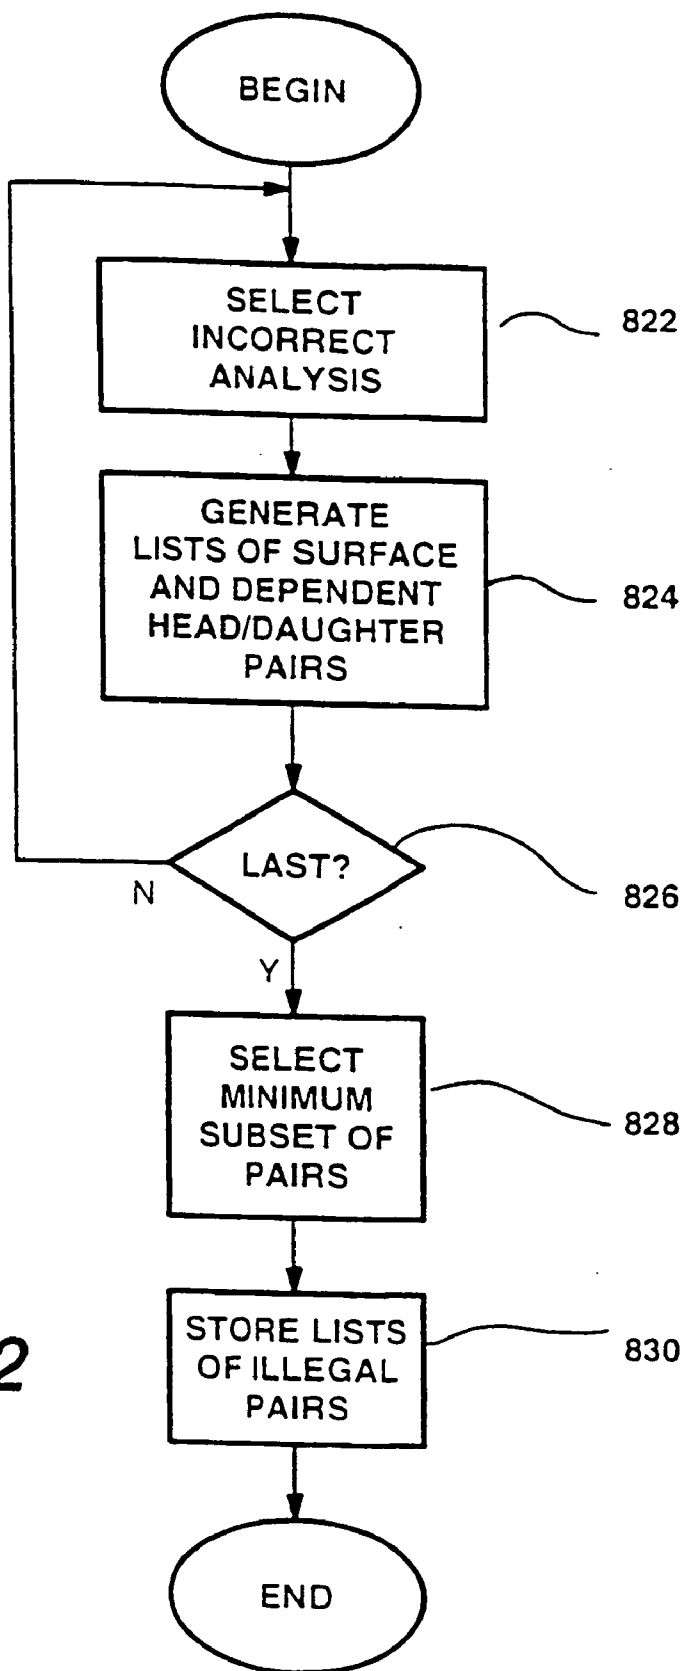 BEGIN
SELECT
INCORRECT
ANALYSIS
822
GENERATE
LISTS OF SURFACE
AND DEPENDENT
HEAD/DAUGHTER
PAIRS
824
LAST?
826
N
Y
SELECT
MINIMUM
SUBSET OF
PAIRS
828
STORE LISTS
OF ILLEGAL
PAIRS
830
2
END